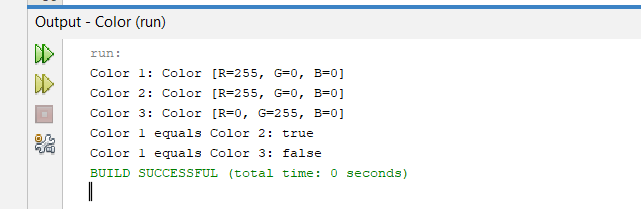 Output - Color (run)
run:
Color 1: Color [R=255, G=0, B=0]
Color 2: Color [R=255, G=0, B=0]
Color 3: Color [R=0, G=255, B=0]
Color 1 equals Color 2: true
Color 1 equals Color 3: false
BUILD SUCCESSFUL (total time: 0 seconds)